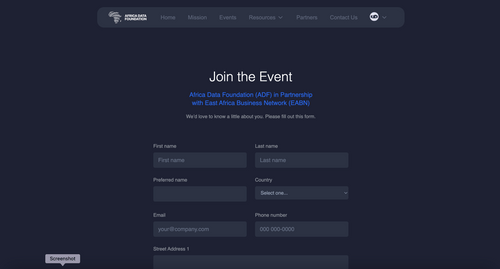 AFRICA DATA
FOUNDATION
Home
Mission
Events
Resources
Partners
Contact Us
Join the Event
Africa Data Foundation (ADF) in Partnership
with East Africa Business Network (EABN)
We'd love to know a little about you. Please fill out this form.
First name
Last name
First name
Last name
Preferred name
Country
Select one...
Email
Phone number
your@company.com
000-000-0000
Street Address 1
Screenshot